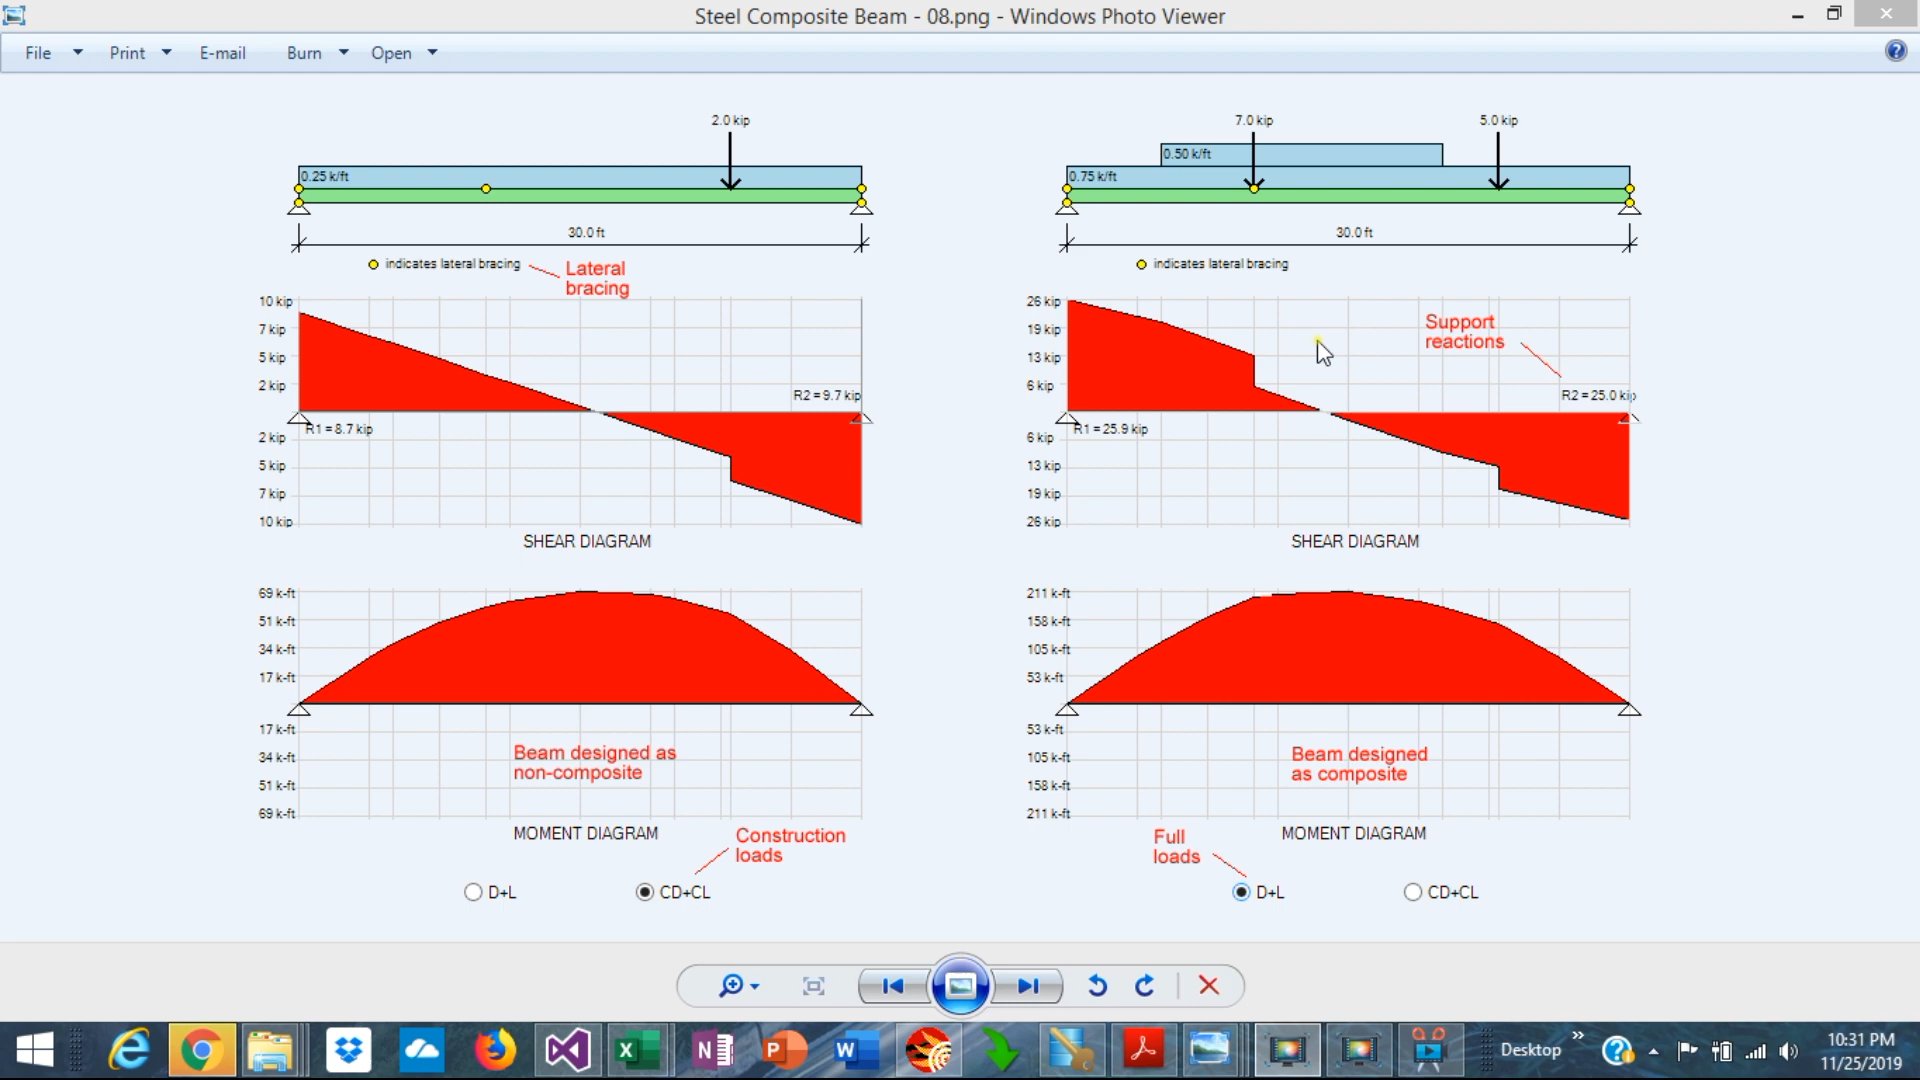 Steel Composite Beam - 08.png - Windows Photo Viewer
File Print E-mail Burn Open
2.0 kip
0.25 k/ft
30.0 ft
indicates lateral bracing
Lateral
bracing
10 kip
7 kip
5 kip
2 kip
R2 = 9.7 kip
R1 = 8.7 kip
2 kip
5 kip
7 kip
10 kip
SHEAR DIAGRAM
69 k-ft
51 k-ft
34 k-ft
17 k-ft
17 k-ft
34 k-ft
51 k-ft
69 k-ft
Beam designed as
non-composite
MOMENT DIAGRAM
Construction
loads
D+L CD+CL
7.0 kip 5.0 kip
0.50 k/ft
0.75 k/ft
30.0 ft
indicates lateral bracing
26 kip
19 kip
13 kip
6 kip
Support
reactions
R2 = 25.0 kip
R1 = 25.9 kip
6 kip
13 kip
19 kip
26 kip
SHEAR DIAGRAM
211 k-ft
158 k-ft
105 k-ft
53 k-ft
53 k-ft
105 k-ft
158 k-ft
211 k-ft
Beam designed
as composite
MOMENT DIAGRAM
Full
loads
D+L CD+CL
Desktop
10:31 PM
11/25/2019